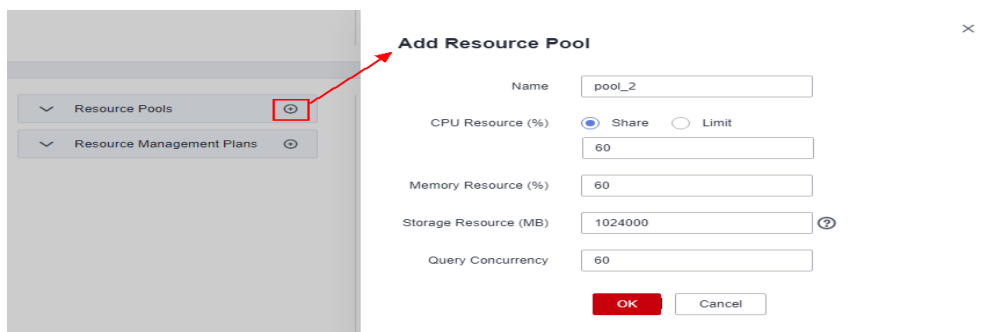 Add Resource Pool
Resource Pools
Resource Management Plans
Name pool_2
CPU Resource (%) Share Limit
60
Memory Resource (%) 60
Storage Resource (MB) 1024000
Query Concurrency 60
OK Cancel